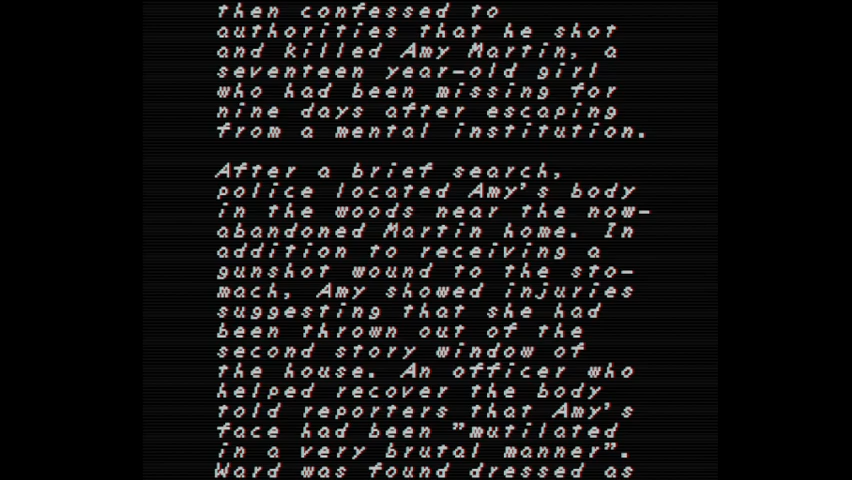 then confessed to
authorities that he shot
and killed Amy Martin, a
seventeen year-old girl
who had been missing for
nine days after escaping
from a mental institution.
After a brief search,
police located Amy's body
in the woods near the now-
abandoned Martin home. In
addition to receiving a
gunshot wound to the sto-
mach, Amy showed injuries
suggesting that she had
been thrown out of the
second story window of
the house. An officer who
helped recover the body
told reporters that Amy's
face had been "mutilated
in a very brutal manner".
Ward was found dressed as